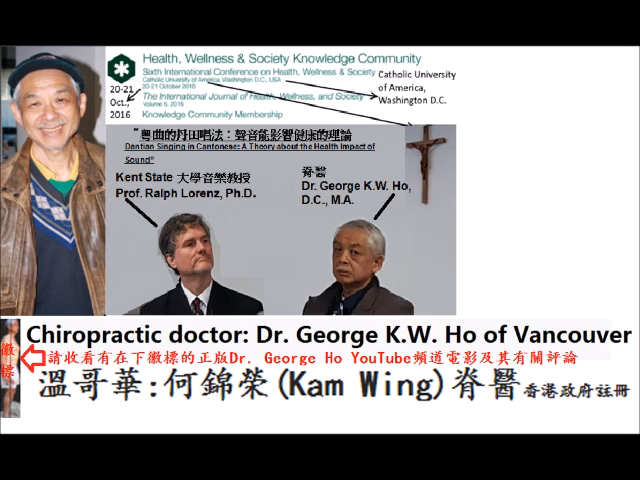 Health, Wellness & Society Knowledge Community
Sixth International Conference on Health, Wellness & Society
Catholic University of America, Washington D.C., USA
20-21 October 2016
The International Journal of Health, Wellness, and Society
Volume 6, 2016
Knowledge Community Membership
20-21
Oct.,
2016
Catholic University
of America,
Washington D.C.
“粵曲的丹田唱法：聲音能影響健康的理論
Dantian Singing in Cantonese: A Theory about the Health Impact of
Sound”
Kent State 大學音樂教授
Prof. Ralph Lorenz, Ph.D.
脊醫
Dr. George K.W. Ho,
D.C., M.A.
Chiropractic doctor: Dr. George K.W. Ho of Vancouver
徽標
請收看有在下徽標的正版Dr. George Ho YouTube頻道電影及其有關評論
溫哥華:何錦榮(Kam Wing)脊醫香港政府註冊